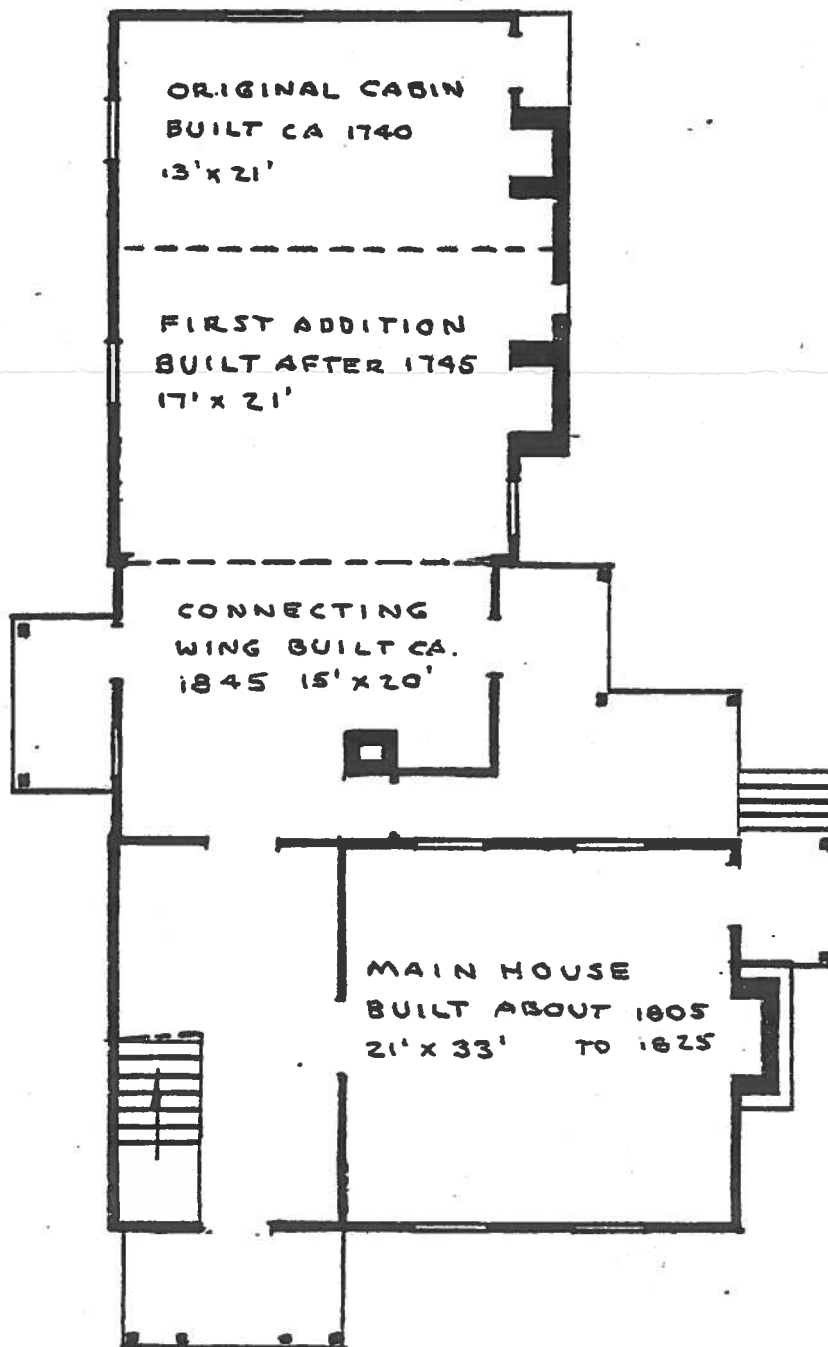 ORIGINAL CABIN
BUILT CA 1740
13' x 21'
FIRST ADDITION
BUILT AFTER 1745
17' x 21'
CONNECTING
WING BUILT CA.
1845 15' x 20'
MAIN HOUSE
BUILT ABOUT 1805
21' x 33' TO 1825